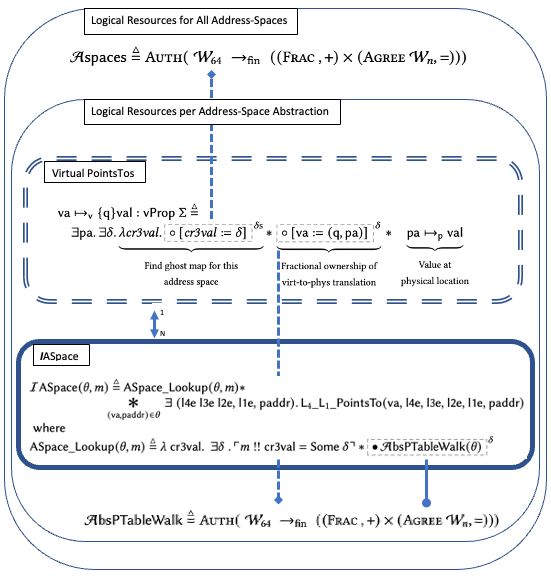 Logical Resources for All Address-Spaces
𝒜spaces ≜ AUTH( 𝒲₆₄ →fin ((FRAC , +) × (AGREE 𝒲ₙ, =)))
Logical Resources per Address-Space Abstraction
Virtual PointsTos
va ↦ᵥ {q}val : vProp Σ ≜
∃pa. ∃δ. λcr3val. ∘ [cr3val := δ]^δs ∗ ∘ [va := (q, pa)]^δ ∗ pa ↦ₚ val
Find ghost map for this address space
Fractional ownership of virt-to-phys translation
Value at physical location
1
N
IASpace
ℐASpace(θ, m) ≜ ASpace_Lookup(θ, m)∗
∗ (va,paddr)∈θ ∃ (l4e l3e l2e, l1e, paddr). L₄_L₁_PointsTo(va, l4e, l3e, l2e, l1e, paddr)
where
ASpace_Lookup(θ, m) ≜ λ cr3val. ∃δ . ⌜m !! cr3val = Some δ⌝ ∗ • 𝒜bsPTableWalk(θ)^δ
𝒜bsPTableWalk ≜ AUTH( 𝒲₆₄ →fin ((FRAC , +) × (AGREE 𝒲ₙ, =)))